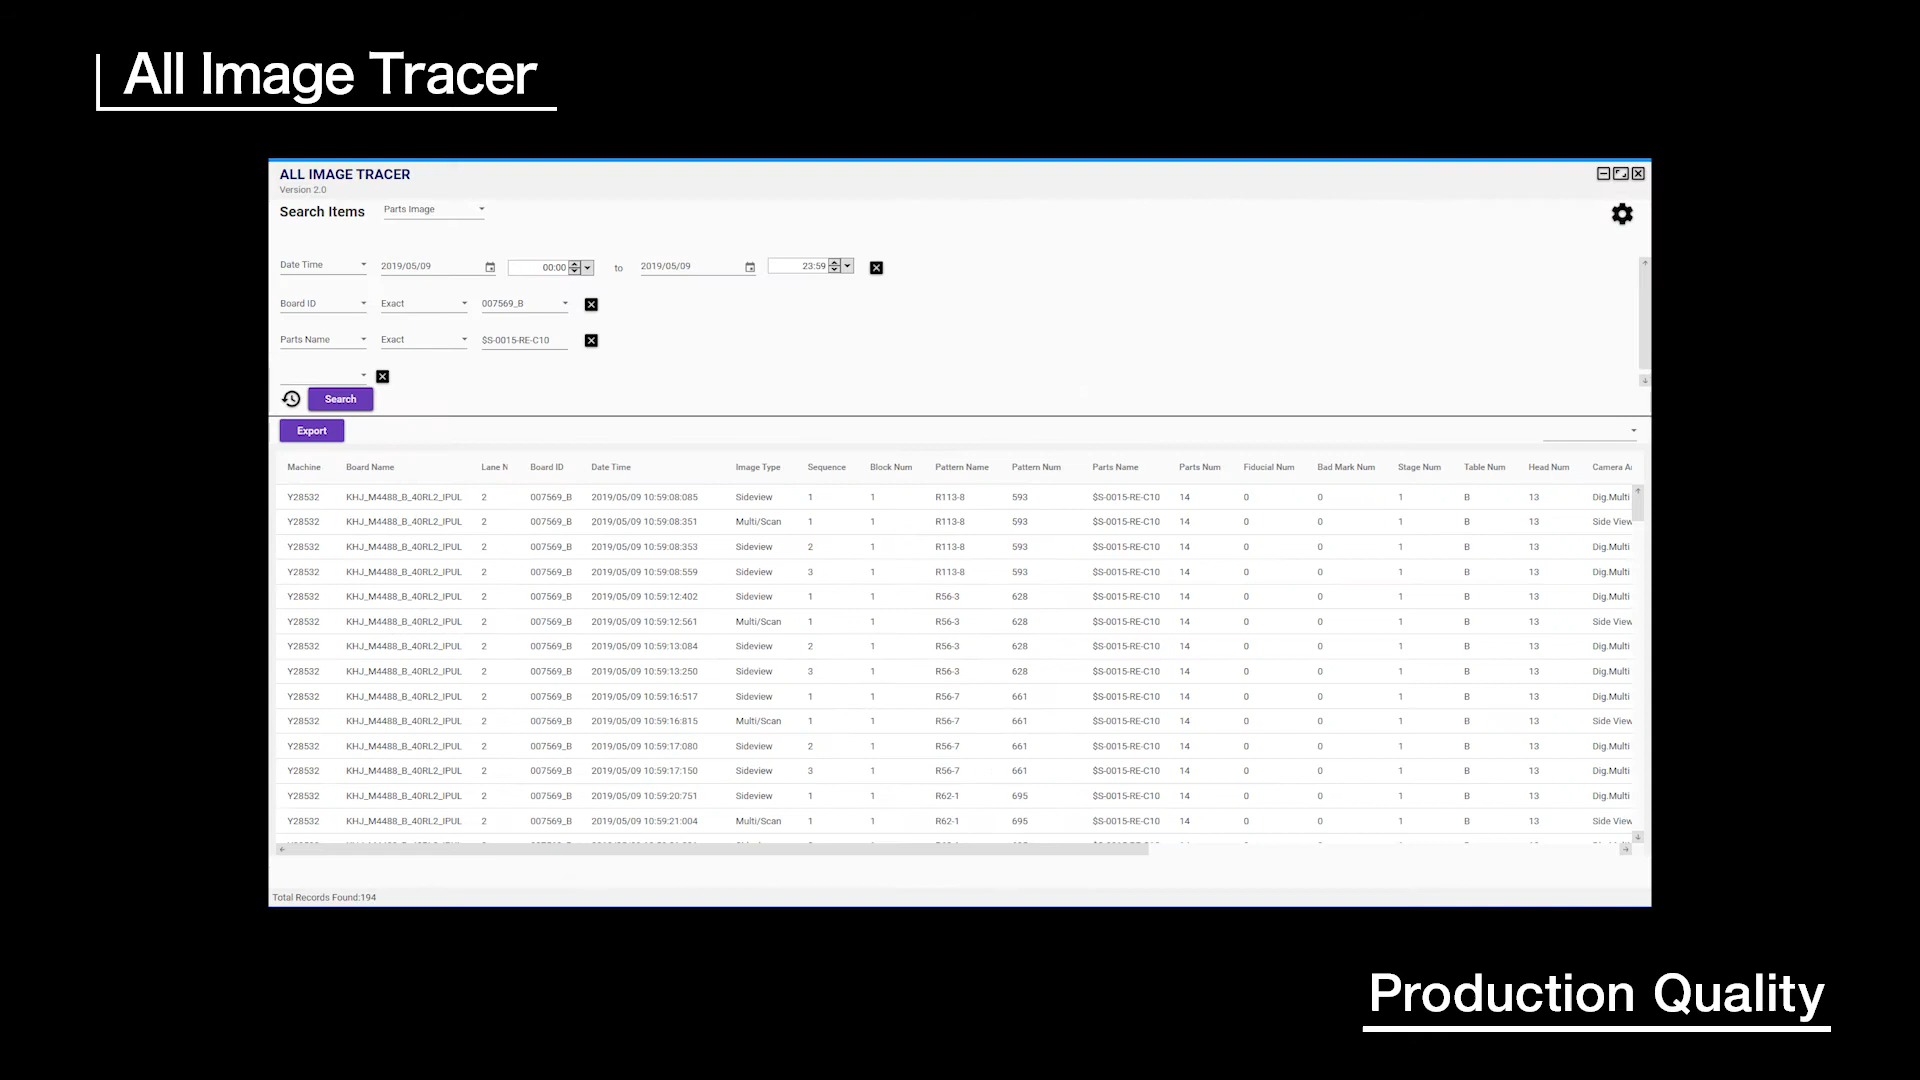 All Image Tracer
ALL IMAGE TRACER
Version 2.0
Search Items Parts Image
Date Time 2019/05/09 00:00 to 2019/05/09 23:59
Board ID Exact 007569_B
Parts Name Exact $S-0015-RE-C10
Search
Export
Machine Board Name Lane N Board ID Date Time Image Type Sequence Block Num Pattern Name Pattern Num Parts Name Parts Num Fiducial Num Bad Mark Num Stage Num Table Num Head Num Camera A
Y28532 KHJ_M4488_B_40RL2_IPUL 2 007569_B 2019/05/09 10:59:08:085 Sideview 1 1 R113-8 593 $S-0015-RE-C10 14 0 0 1 B 13 Dig.Multi
Y28532 KHJ_M4488_B_40RL2_IPUL 2 007569_B 2019/05/09 10:59:08:351 Multi/Scan 1 1 R113-8 593 $S-0015-RE-C10 14 0 0 1 B 13 Side View
Y28532 KHJ_M4488_B_40RL2_IPUL 2 007569_B 2019/05/09 10:59:08:353 Sideview 2 1 R113-8 593 $S-0015-RE-C10 14 0 0 1 B 13 Dig.Multi
Y28532 KHJ_M4488_B_40RL2_IPUL 2 007569_B 2019/05/09 10:59:08:559 Sideview 3 1 R113-8 593 $S-0015-RE-C10 14 0 0 1 B 13 Dig.Multi
Y28532 KHJ_M4488_B_40RL2_IPUL 2 007569_B 2019/05/09 10:59:12:402 Sideview 1 1 R56-3 628 $S-0015-RE-C10 14 0 0 1 B 13 Dig.Multi
Y28532 KHJ_M4488_B_40RL2_IPUL 2 007569_B 2019/05/09 10:59:12:561 Multi/Scan 1 1 R56-3 628 $S-0015-RE-C10 14 0 0 1 B 13 Side View
Y28532 KHJ_M4488_B_40RL2_IPUL 2 007569_B 2019/05/09 10:59:13:084 Sideview 2 1 R56-3 628 $S-0015-RE-C10 14 0 0 1 B 13 Dig.Multi
Y28532 KHJ_M4488_B_40RL2_IPUL 2 007569_B 2019/05/09 10:59:13:250 Sideview 3 1 R56-3 628 $S-0015-RE-C10 14 0 0 1 B 13 Dig.Multi
Y28532 KHJ_M4488_B_40RL2_IPUL 2 007569_B 2019/05/09 10:59:16:517 Sideview 1 1 R56-7 661 $S-0015-RE-C10 14 0 0 1 B 13 Dig.Multi
Y28532 KHJ_M4488_B_40RL2_IPUL 2 007569_B 2019/05/09 10:59:16:815 Multi/Scan 1 1 R56-7 661 $S-0015-RE-C10 14 0 0 1 B 13 Side View
Y28532 KHJ_M4488_B_40RL2_IPUL 2 007569_B 2019/05/09 10:59:17:080 Sideview 2 1 R56-7 661 $S-0015-RE-C10 14 0 0 1 B 13 Dig.Multi
Y28532 KHJ_M4488_B_40RL2_IPUL 2 007569_B 2019/05/09 10:59:17:150 Sideview 3 1 R56-7 661 $S-0015-RE-C10 14 0 0 1 B 13 Dig.Multi
Y28532 KHJ_M4488_B_40RL2_IPUL 2 007569_B 2019/05/09 10:59:20:751 Sideview 1 1 R62-1 695 $S-0015-RE-C10 14 0 0 1 B 13 Dig.Multi
Y28532 KHJ_M4488_B_40RL2_IPUL 2 007569_B 2019/05/09 10:59:21:004 Multi/Scan 1 1 R62-1 695 $S-0015-RE-C10 14 0 0 1 B 13 Side View
Total Records Found:194
Production Quality